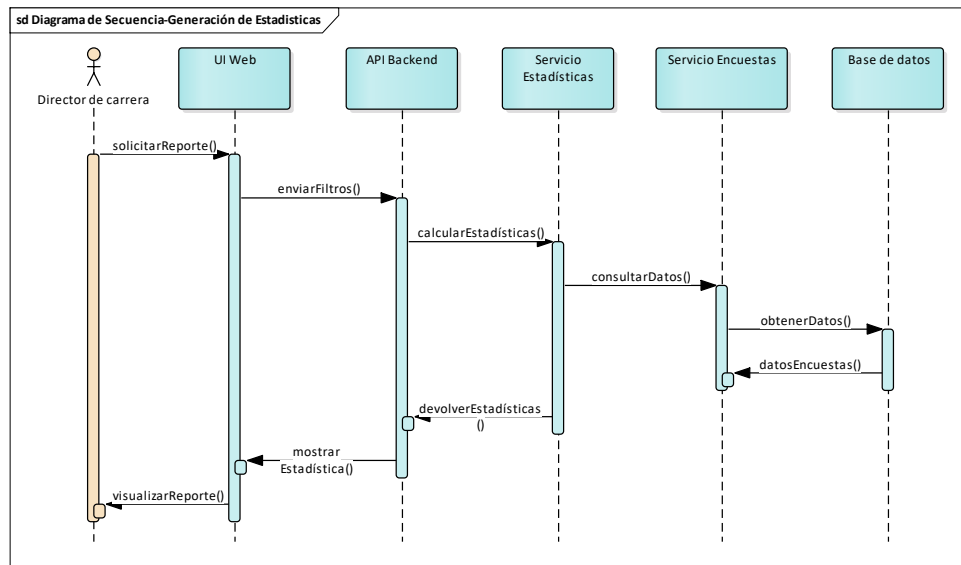 sd Diagrama de Secuencia-Generación de Estadisticas
Director de carrera
UI Web
API Backend
Servicio
Estadísticas
Servicio Encuestas
Base de datos
solicitarReporte()
enviarFiltros()
calcularEstadísticas()
consultarDatos()
obtenerDatos()
datosEncuestas()
devolverEstadísticas
()
mostrar
Estadística()
visualizarReporte()